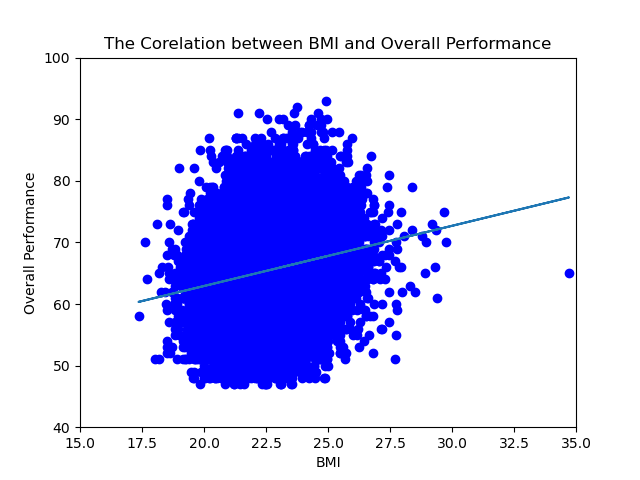 The Corelation between BMI and Overall Performance
100
90
80
70
60
50
40
Overall Performance
15.0 17.5 20.0 22.5 25.0 27.5 30.0 32.5 35.0
BMI